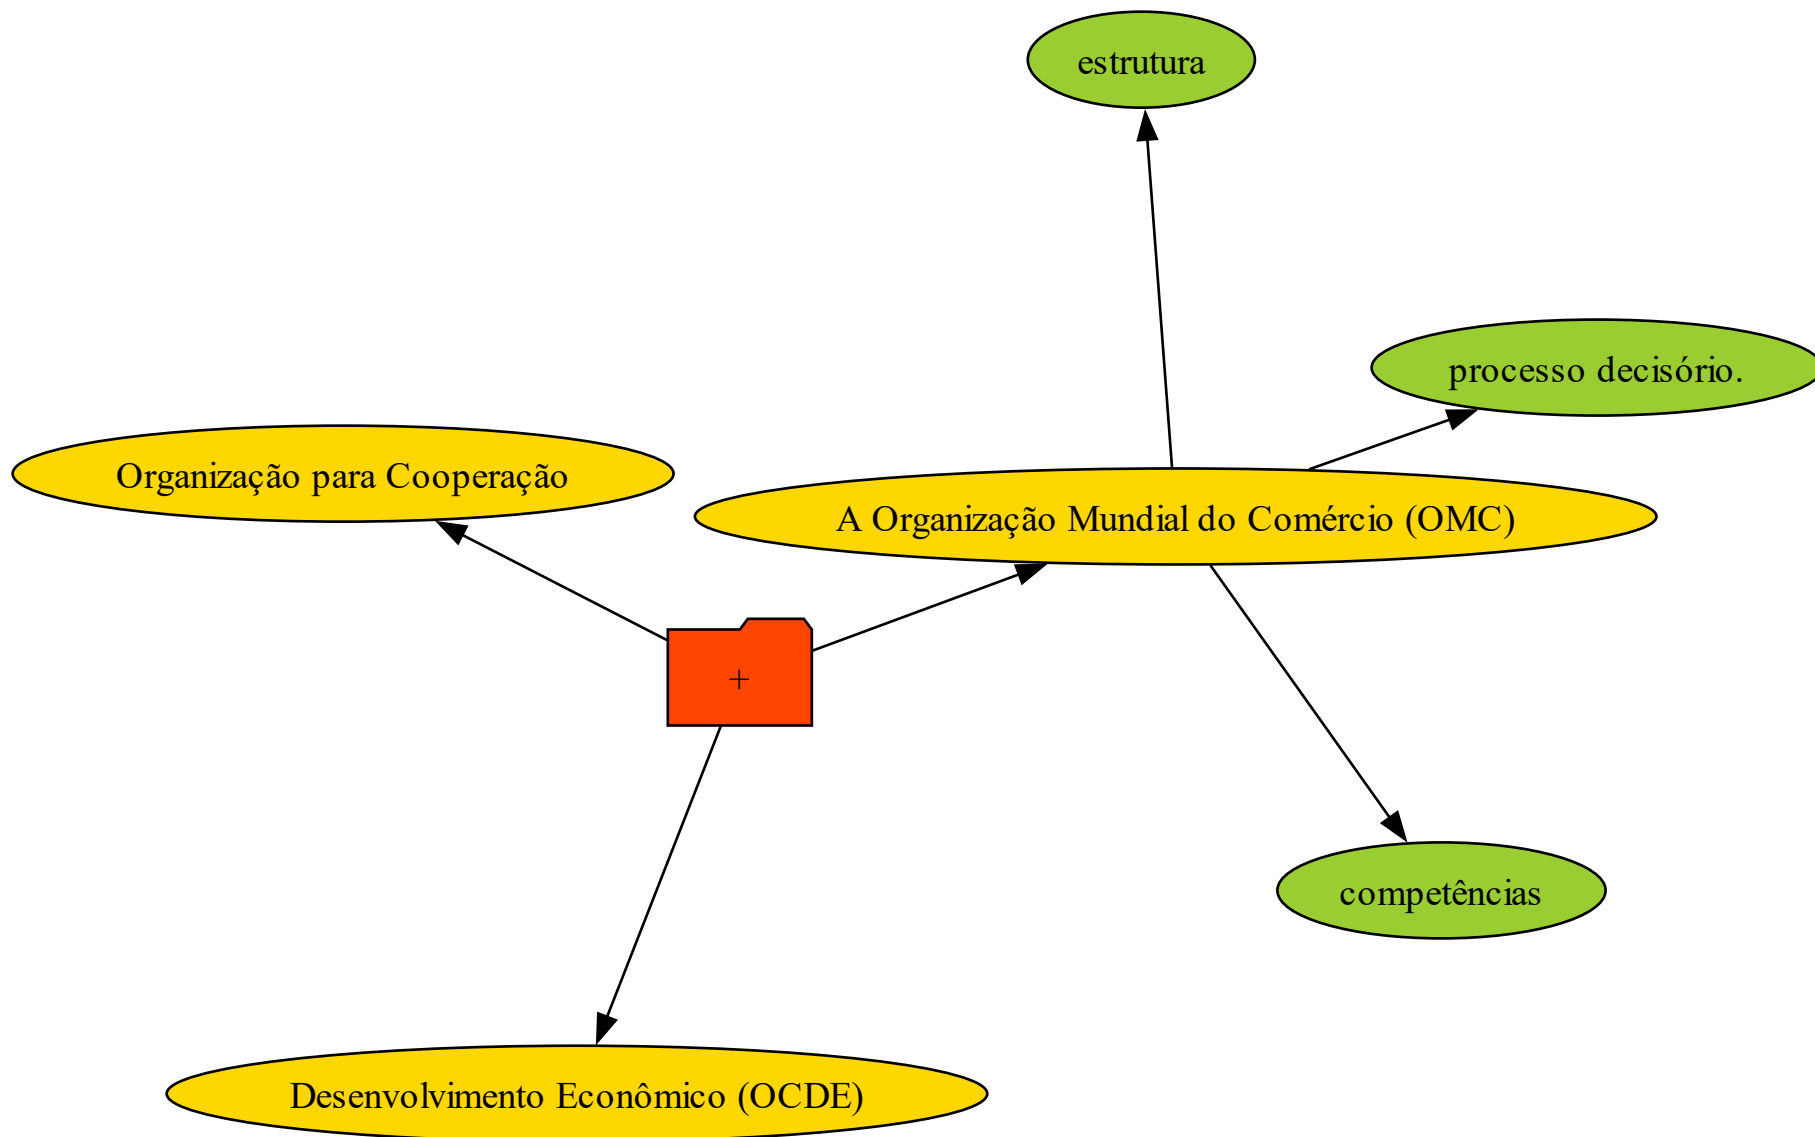 estrutura
processo decisório.
Organização para Cooperação
A Organização Mundial do Comércio (OMC)
+
competências
Desenvolvimento Econômico (OCDE)